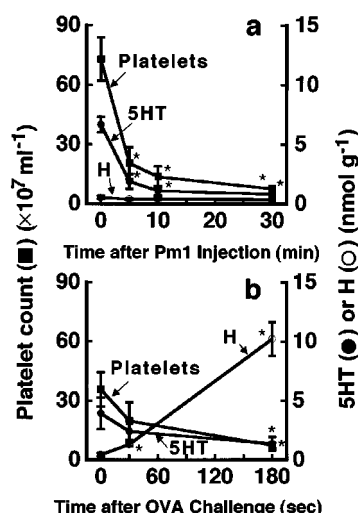 a
90
60
30
0
15
10
5
0
Platelets
5HT
H
*
*
*
*
*
*
0 10 20 30
Time after Pm1 Injection (min)
b
90
60
30
0
15
10
5
0
H
Platelets
5HT
*
*
*
*
0 60 120 180
Time after OVA Challenge (sec)
Platelet count (■) (×10⁷ ml⁻¹)
5HT (●) or H (○) (nmol g⁻¹)